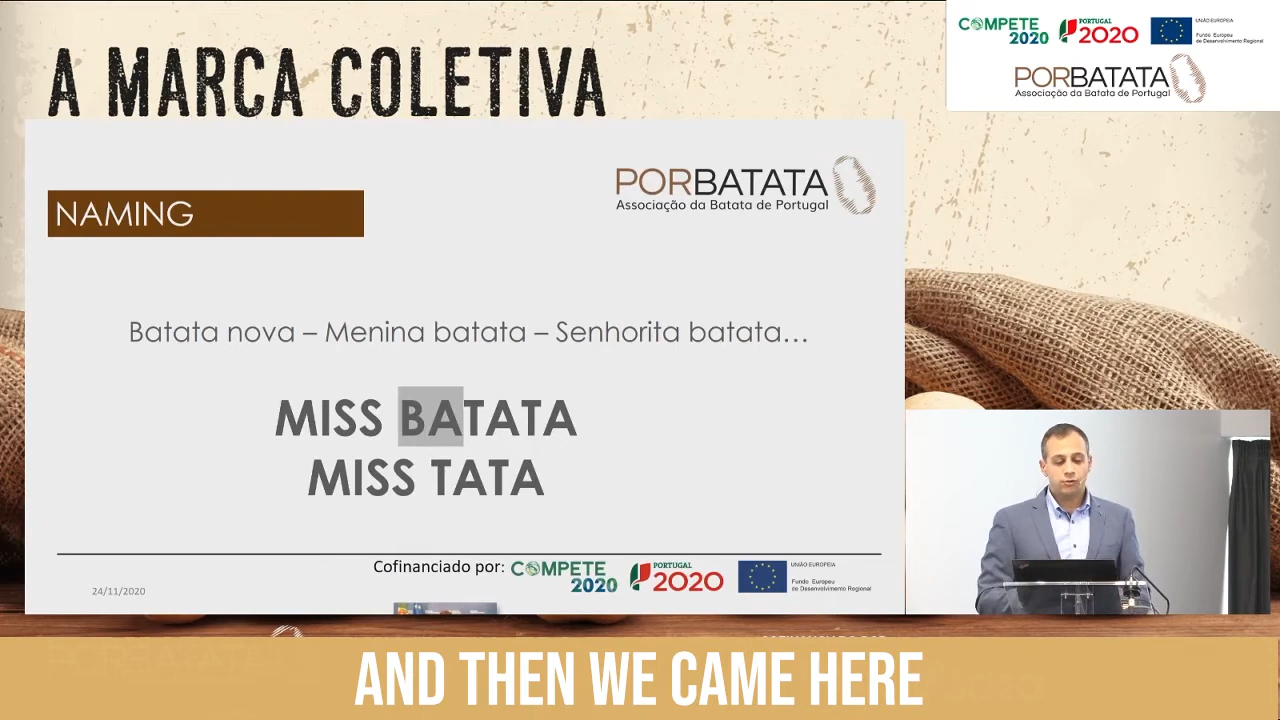 A MARCA COLETIVA
COMPETE 2020
PORTUGAL 2020
UNIÃO EUROPEIA
Fundo Europeu
de Desenvolvimento Regional
PORBATATA
Associação da Batata de Portugal
NAMING
PORBATATA
Associação da Batata de Portugal
Batata nova – Menina batata – Senhorita batata...
MISS BATATA
MISS TATA
Cofinanciado por:
COMPETE 2020
PORTUGAL 2020
UNIÃO EUROPEIA
Fundo Europeu
de Desenvolvimento Regional
24/11/2020
AND THEN WE CAME HERE